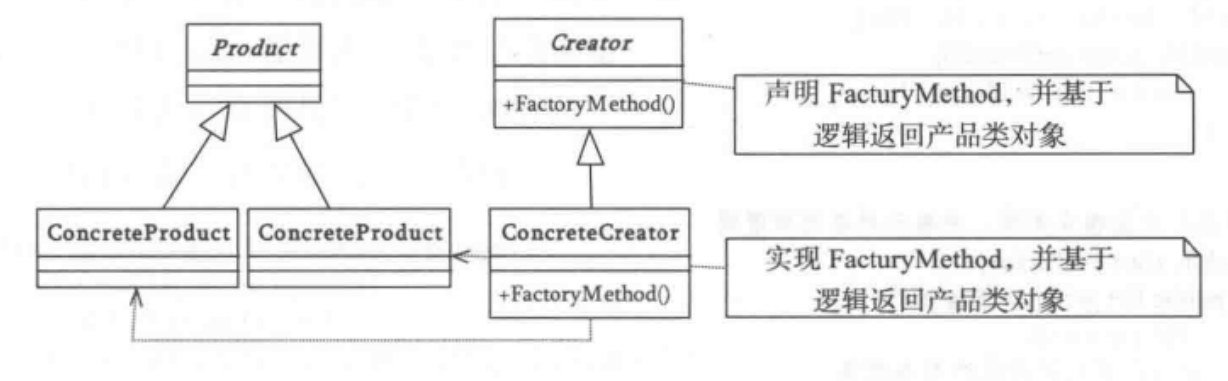 Product
Creator
+FactoryMethod()
声明 FacturyMethod，并基于
逻辑返回产品类对象
ConcreteProduct
ConcreteProduct
ConcreteCreator
+FactoryMethod()
实现 FacturyMethod，并基于
逻辑返回产品类对象